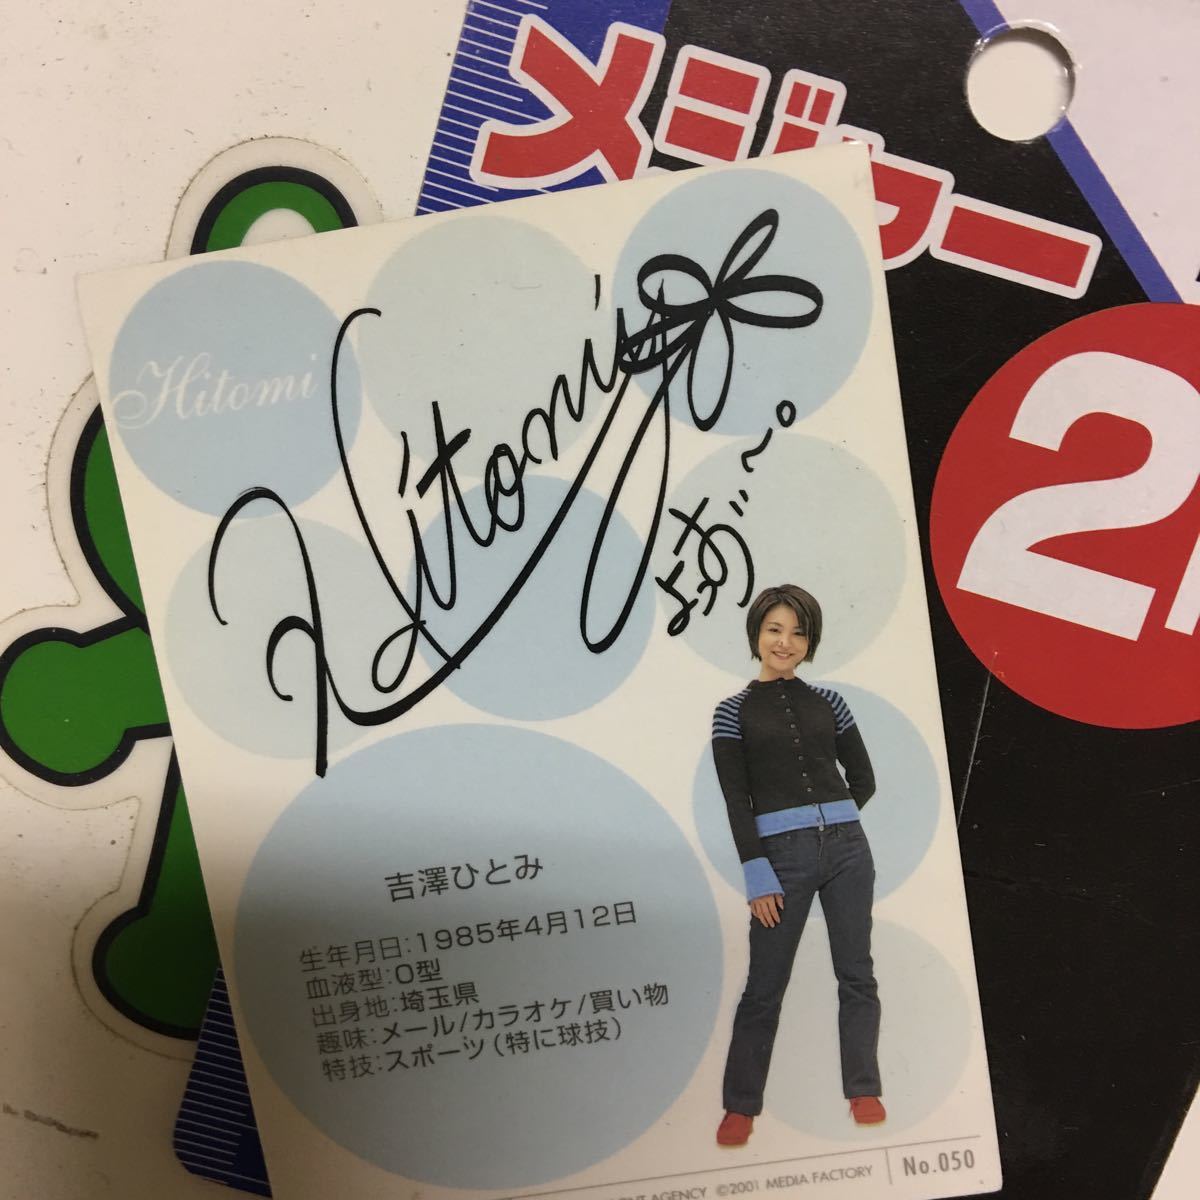 メジャー
2
Hitomi
Hitomi
よっすぃ〜。
吉澤ひとみ
生年月日:1985年4月12日
血液型:O型
出身地:埼玉県
趣味:メール/カラオケ/買い物
特技:スポーツ(特に球技)
AGENCY ©2001 MEDIA FACTORY
No.050